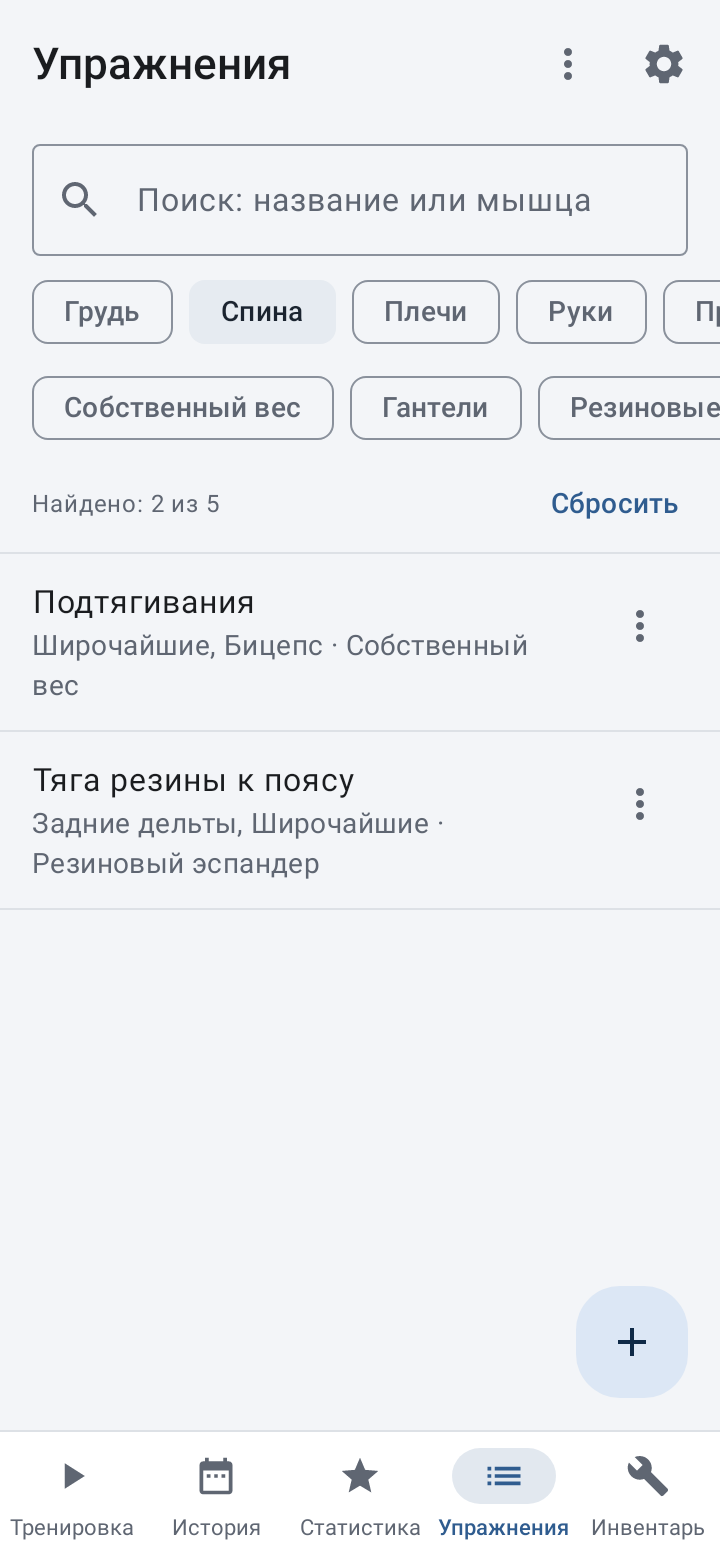 Упражнения
Поиск: название или мышца
Грудь Спина Плечи Руки
Собственный вес Гантели Резиновые
Найдено: 2 из 5 Сбросить
Подтягивания
Широчайшие, Бицепс · Собственный
вес
Тяга резины к поясу
Задние дельты, Широчайшие ·
Резиновый эспандер
Тренировка История Статистика Упражнения Инвентарь